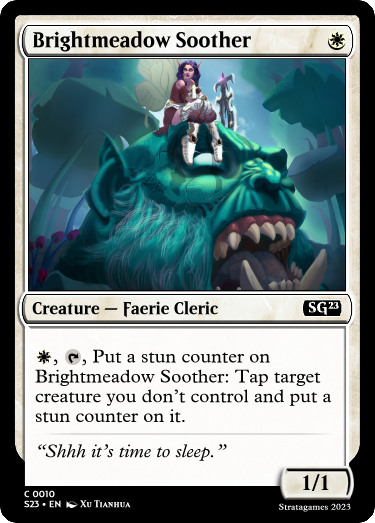 Brightmeadow Soother
Creature — Faerie Cleric
SG23
, , Put a stun counter on
Brightmeadow Soother: Tap target
creature you don't control and put a
stun counter on it.
“Shhh it's time to sleep.”
1/1
C 0010
S23 • EN Xu Tianhua
Stratagames 2023